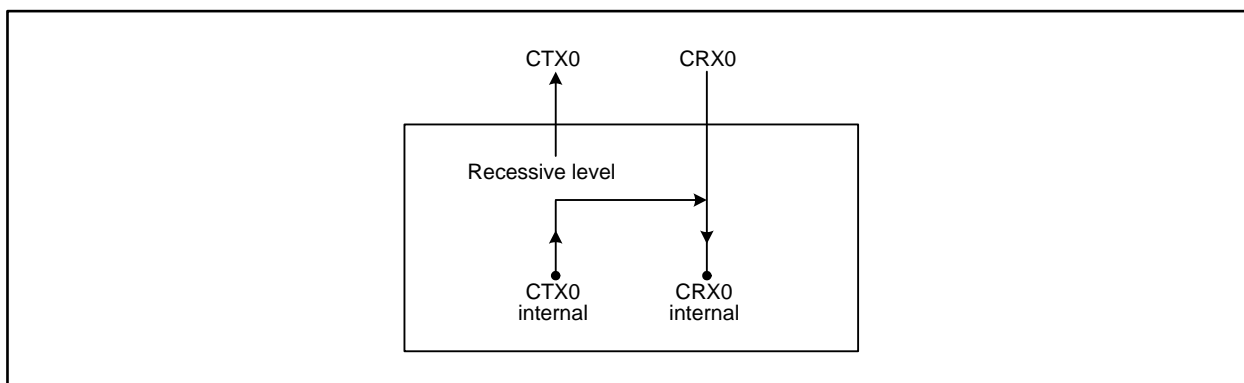 CTX0
CRX0
Recessive level
CTX0
internal
CRX0
internal